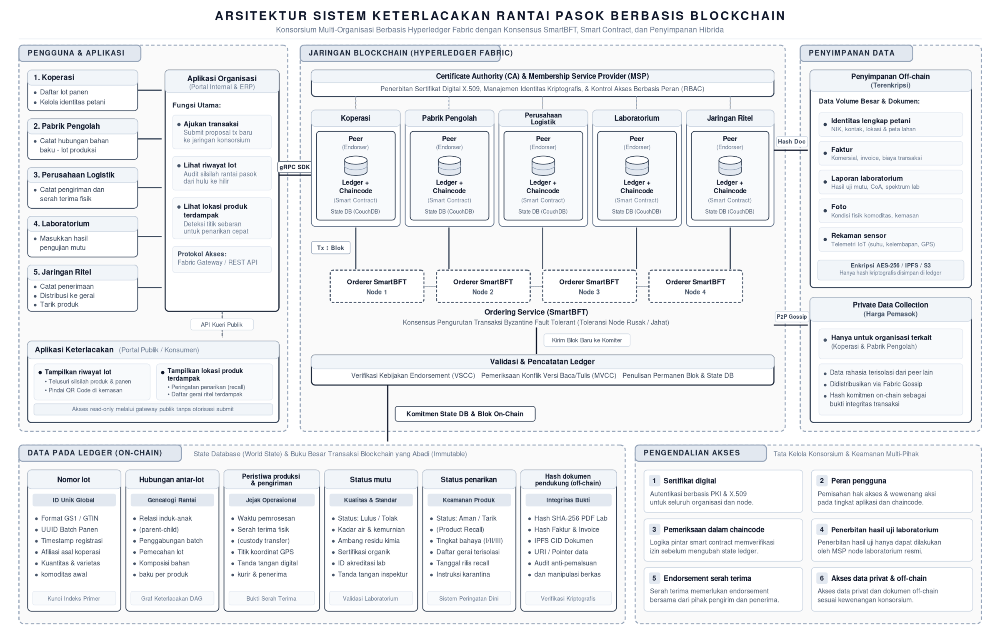 ARSITEKTUR SISTEM KETERLACAKAN RANTAI PASOK BERBASIS BLOCKCHAIN
Konsorsium Multi-Organisasi Berbasis Hyperledger Fabric dengan Konsensus SmartBFT, Smart Contract, dan Penyimpanan Hibrida
PENGGUNA & APLIKASI
1. Koperasi
• Daftar lot panen
• Kelola identitas petani
2. Pabrik Pengolah
• Catat hubungan bahan
baku - lot produksi
3. Perusahaan Logistik
• Catat pengiriman dan
serah terima fisik
4. Laboratorium
• Masukkan hasil
pengujian mutu
5. Jaringan Ritel
• Catat penerimaan
• Distribusi ke gerai
• Tarik produk
Aplikasi Organisasi
(Portal Internal & ERP)
Fungsi Utama:
• Ajukan transaksi
Submit proposal tx baru
ke jaringan konsorsium
• Lihat riwayat lot
Audit silsilah rantai pasok
dari hulu ke hilir
• Lihat lokasi produk
terdampak
Deteksi titik sebaran
untuk penarikan cepat
Protokol Akses:
Fabric Gateway / REST API
API Kueri Publik
Aplikasi Keterlacakan (Portal Publik / Konsumen)
• Tampilkan riwayat lot
• Telusuri silsilah produk & panen
• Pindai QR Code di kemasan
• Tampilkan lokasi produk
terdampak
• Peringatan penarikan (recall)
• Daftar gerai ritel terdampak
Akses read-only melalui gateway publik tanpa otorisasi submit
gRPC SDK
JARINGAN BLOCKCHAIN (HYPERLEDGER FABRIC)
Certificate Authority (CA) & Membership Service Provider (MSP)
Penerbitan Sertifikat Digital X.509, Manajemen Identitas Kriptografis, & Kontrol Akses Berbasis Peran (RBAC)
Koperasi
Peer
(Endorser)
Ledger +
Chaincode
(Smart Contract)
State DB (CouchDB)
Pabrik Pengolah
Peer
(Endorser)
Ledger +
Chaincode
(Smart Contract)
State DB (CouchDB)
Perusahaan
Logistik
Peer
(Endorser)
Ledger +
Chaincode
(Smart Contract)
State DB (CouchDB)
Laboratorium
Peer
(Endorser)
Ledger +
Chaincode
(Smart Contract)
State DB (CouchDB)
Jaringan Ritel
Peer
(Endorser)
Ledger +
Chaincode
(Smart Contract)
State DB (CouchDB)
Tx ↕ Blok
Orderer SmartBFT
Node 1
Orderer SmartBFT
Node 2
Orderer SmartBFT
Node 3
Orderer SmartBFT
Node 4
Ordering Service (SmartBFT)
Konsensus Pengurutan Transaksi Byzantine Fault Tolerant (Toleransi Node Rusak / Jahat)
Kirim Blok Baru ke Komiter
Validasi & Pencatatan Ledger
Verifikasi Kebijakan Endorsement (VSCC) Pemeriksaan Konflik Versi Baca/Tulis (MVCC) Penulisan Permanen Blok & State DB
Komitmen State DB & Blok On-Chain
Hash Doc
P2P Gossip
PENYIMPANAN DATA
Penyimpanan Off-chain
(Terenkripsi)
Data Volume Besar & Dokumen:
• Identitas lengkap petani
NIK, kontak, lokasi & peta lahan
• Faktur
Komersial, invoice, biaya transaksi
• Laporan laboratorium
Hasil uji mutu, CoA, spektrum lab
• Foto
Kondisi fisik komoditas, kemasan
• Rekaman sensor
Telemetri IoT (suhu, kelembapan, GPS)
Enkripsi AES-256 / IPFS / S3
Hanya hash kriptografis disimpan di ledger
Private Data Collection
(Harga Pemasok)
• Hanya untuk organisasi terkait
(Koperasi & Pabrik Pengolah)
• Data rahasia terisolasi dari peer lain
• Didistribusikan via Fabric Gossip
• Hash komitmen on-chain sebagai
bukti integritas transaksi
DATA PADA LEDGER (ON-CHAIN)
State Database (World State) & Buku Besar Transaksi Blockchain yang Abadi (Immutable)
Nomor lot
ID Unik Global
• Format GS1 / GTIN
• UUID Batch Panen
• Timestamp registrasi
• Afiliasi asal koperasi
• Kuantitas & varietas
• komoditas awal
Kunci Indeks Primer
Hubungan antar-lot
Genealogi Rantai
• Relasi induk-anak
• (parent-child)
• Penggabungan batch
• Pemecahan lot
• Komposisi bahan
• baku per produk
Graf Keterlacakan DAG
Peristiwa produksi
& pengiriman
Jejak Operasional
• Waktu pemrosesan
• Serah terima fisik
• (custody transfer)
• Titik koordinat GPS
• Tanda tangan digital
• kurir & penerima
Bukti Serah Terima
Status mutu
Kualitas & Standar
• Status: Lulus / Tolak
• Kadar air & kemurnian
• Ambang residu kimia
• Sertifikasi organik
• ID akreditasi lab
• Tanda tangan inspektur
Validasi Laboratorium
Status penarikan
Keamanan Produk
• Status: Aman / Tarik
• (Product Recall)
• Tingkat bahaya (I/II/III)
• Daftar gerai terisolasi
• Tanggal rilis recall
• Instruksi karantina
Sistem Peringatan Dini
Hash dokumen
pendukung (off-chain)
Integritas Bukti
• Hash SHA-256 PDF Lab
• Hash Faktur & Invoice
• IPFS CID Dokumen
• URI / Pointer data
• Audit anti-pemalsuan
• dan manipulasi berkas
Verifikasi Kriptografis
PENGENDALIAN AKSES
Tata Kelola Konsorsium & Keamanan Multi-Pihak
1 Sertifikat digital
Autentikasi berbasis PKI & X.509
untuk seluruh organisasi dan node.
2 Peran pengguna
Pemisahan hak akses & wewenang aksi
pada tingkat aplikasi dan chaincode.
3 Pemeriksaan dalam chaincode
Logika pintar smart contract memverifikasi
izin sebelum mengubah state ledger.
4 Penerbitan hasil uji laboratorium
Penerbitan hasil uji hanya dapat dilakukan
oleh MSP node laboratorium resmi.
5 Endorsement serah terima
Serah terima memerlukan endorsement
bersama dari pihak pengirim dan penerima.
6 Akses data privat & off-chain
Akses data privat dan dokumen off-chain
sesuai kewenangan konsorsium.